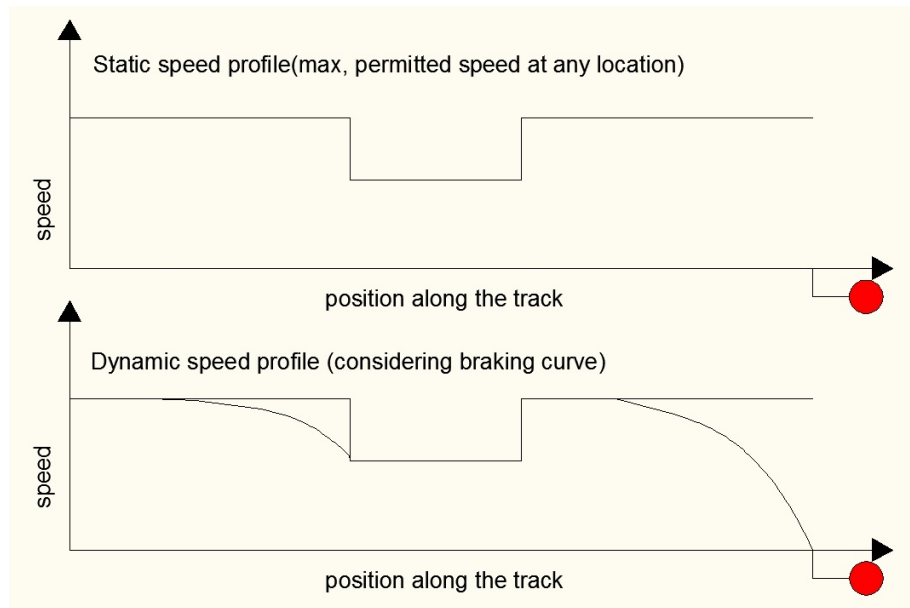 Static speed profile(max, permitted speed at any location)
speed
position along the track
Dynamic speed profile (considering braking curve)
speed
position along the track